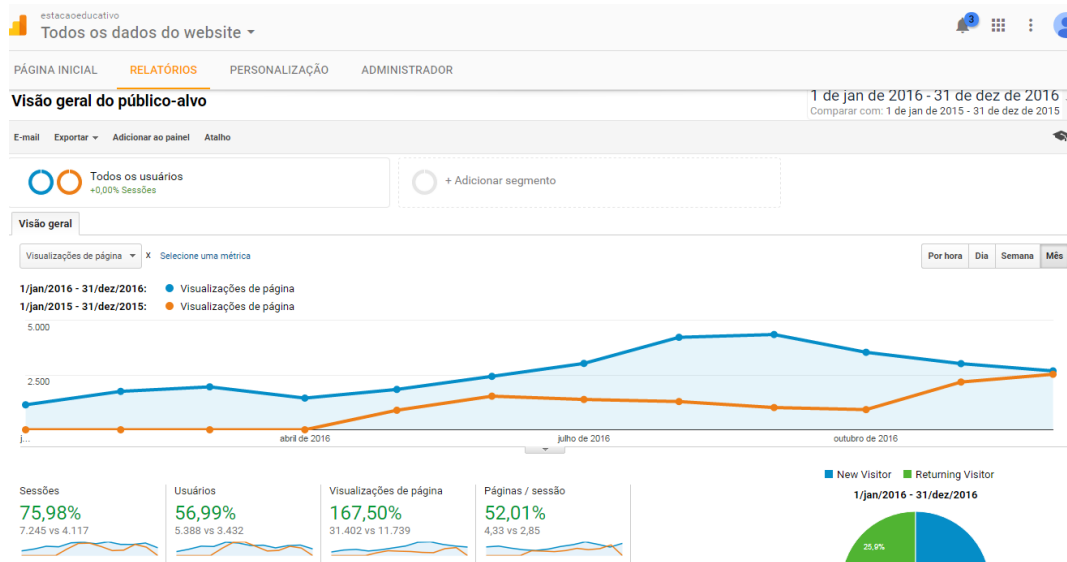 estacaoeducativo
Todos os dados do website
3
PÁGINA INICIAL RELATÓRIOS PERSONALIZAÇÃO ADMINISTRADOR
Visão geral do público-alvo
1 de jan de 2016 - 31 de dez de 2016
Comparar com: 1 de jan de 2015 - 31 de dez de 2015
E-mail Exportar Adicionar ao painel Atalho
Todos os usuários
+0,00% Sessões
+ Adicionar segmento
Visão geral
Visualizações de página X Selecione uma métrica
Por hora Dia Semana Mês
1/jan/2016 - 31/dez/2016: Visualizações de página
1/jan/2015 - 31/dez/2015: Visualizações de página
5.000
2.500
j... abril de 2016 julho de 2016 outubro de 2016
New Visitor Returning Visitor
1/jan/2016 - 31/dez/2016
Sessões Usuários Visualizações de página Páginas / sessão
75,98% 56,99% 167,50% 52,01%
7.245 vs 4.117 5.388 vs 3.432 31.402 vs 11.739 4,33 vs 2,85
25,9%